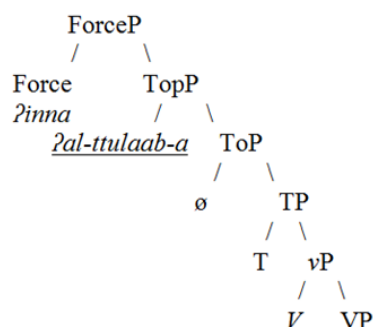 ForceP
/ \
Force TopP
ʔinna / \
ʔal-ttulaab-a ToP
/ \
ø TP
/ \
T vP
/ \
V VP